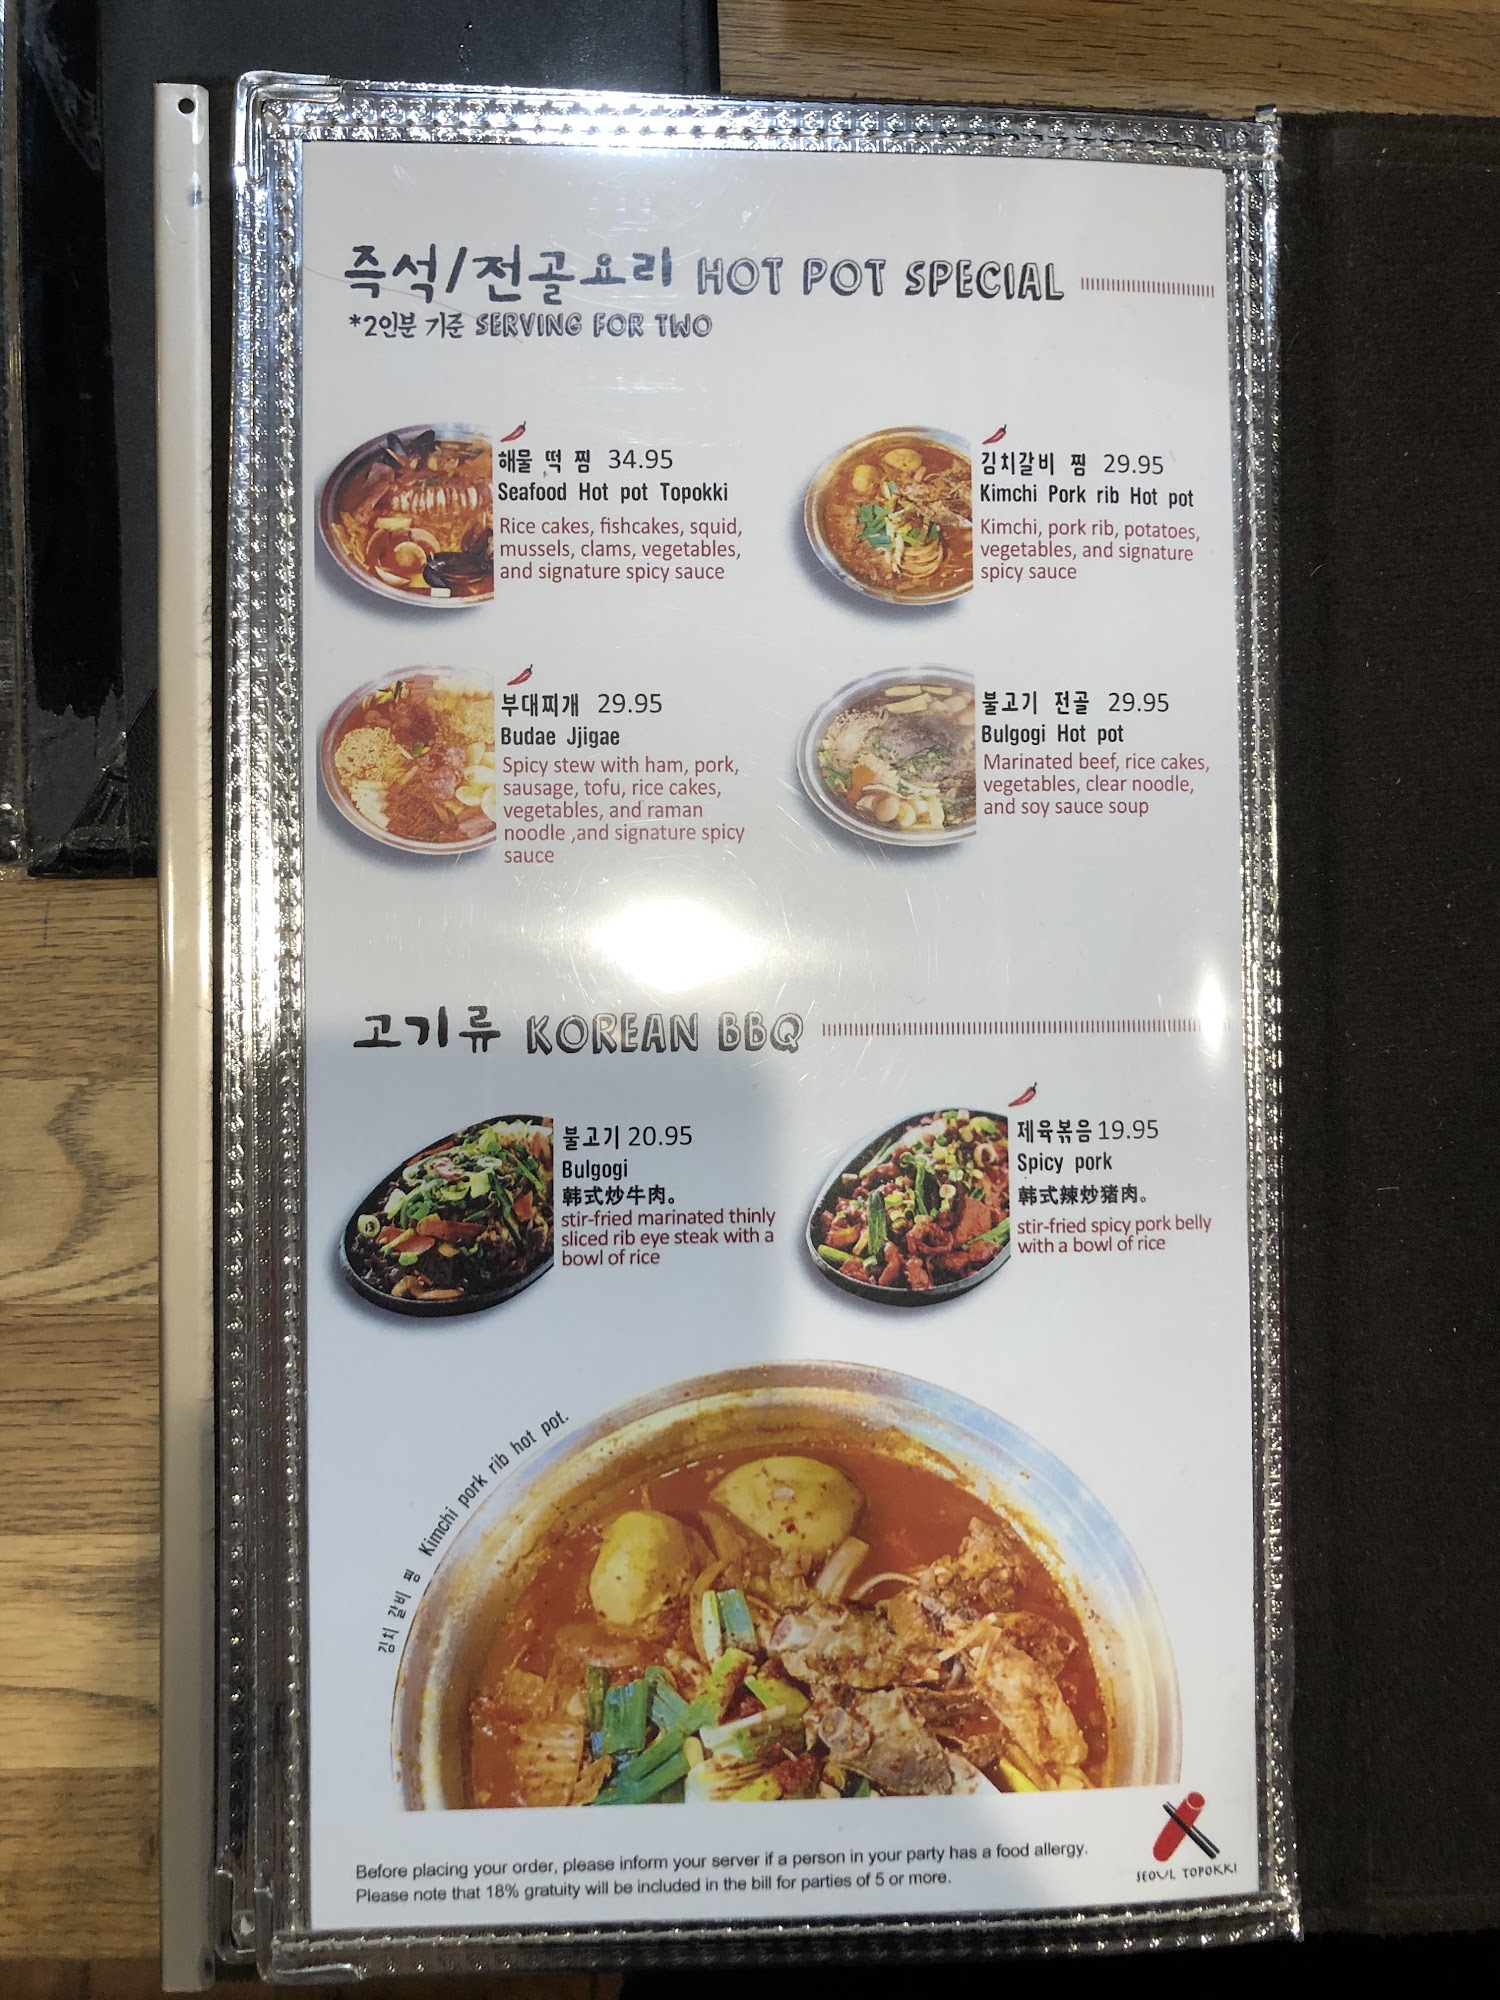 즉석/전골요리 HOT POT SPECIAL
*2인분 기준 SERVING FOR TWO
해물 떡 찜 34.95
Seafood Hot pot Topokki
Rice cakes, fishcakes, squid,
mussels, clams, vegetables,
and signature spicy sauce
김치갈비 찜 29.95
Kimchi Pork rib Hot pot
Kimchi, pork rib, potatoes,
vegetables, and signature
spicy sauce
부대찌개 29.95
Budae Jjigae
Spicy stew with ham, pork,
sausage, tofu, rice cakes,
vegetables, and raman
noodle ,and signature spicy
sauce
불고기 전골 29.95
Bulgogi Hot pot
Marinated beef, rice cakes,
vegetables, clear noodle,
and soy sauce soup
고기류 KOREAN BBQ
불고기 20.95
Bulgogi
韩式炒牛肉。
stir-fried marinated thinly
sliced rib eye steak with a
bowl of rice
제육볶음 19.95
Spicy pork
韩式辣炒猪肉。
stir-fried spicy pork belly
with a bowl of rice
김치 갈비 찜 Kimchi pork rib hot pot.
Before placing your order, please inform your server if a person in your party has a food allergy.
Please note that 18% gratuity will be included in the bill for parties of 5 or more.
SEOUL TOPOKKI